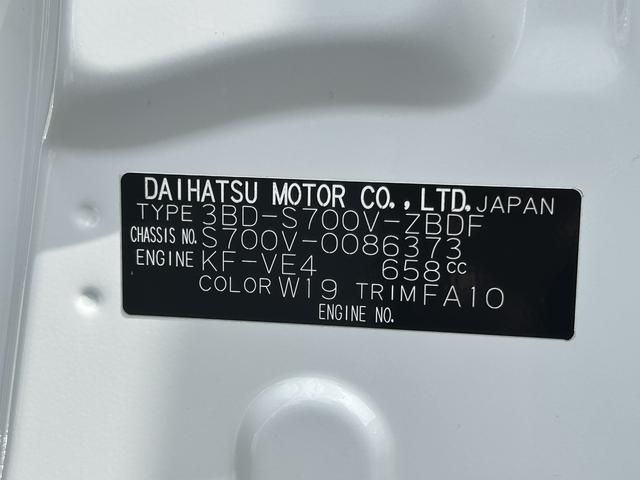 DAIHATSU MOTOR CO.,LTD. JAPAN
TYPE 3BD-S700V-ZBDF
CHASSIS NO. S700V-0086373
ENGINE KF-VE4 658cc
COLOR W19 TRIM FA10
ENGINE NO.